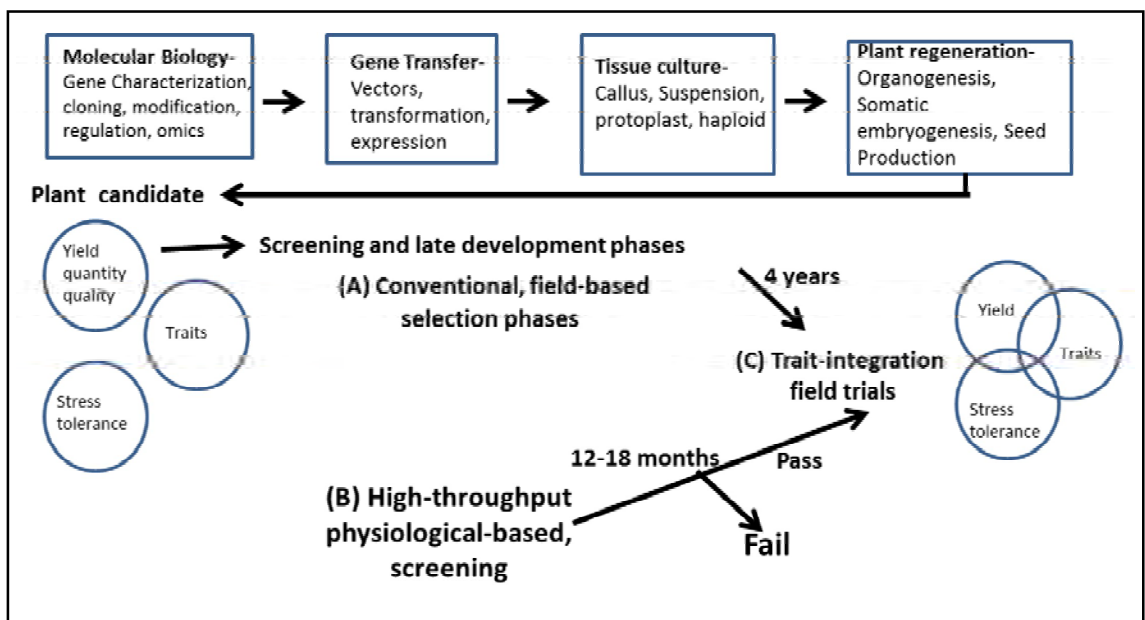 Molecular Biology-
Gene Characterization,
cloning, modification,
regulation, omics
Gene Transfer-
Vectors,
transformation,
expression
Tissue culture-
Callus, Suspension,
protoplast, haploid
Plant regeneration-
Organogenesis,
Somatic
embryogenesis, Seed
Production
Plant candidate
Yield
quantity
quality
Traits
Stress
tolerance
Screening and late development phases
(A) Conventional, field-based
selection phases
4 years
(C) Trait-integration
field trials
12-18 months
Pass
(B) High-throughput
physiological-based,
screening
Fail
Yield
Traits
Stress
tolerance